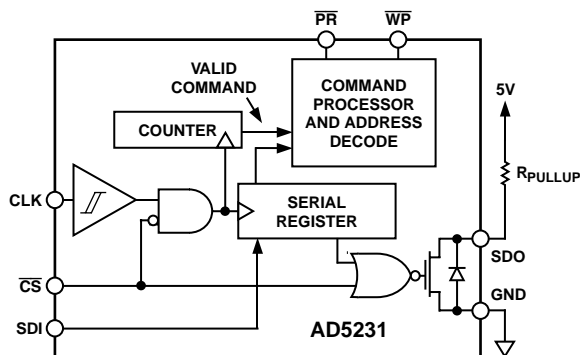 PR
WP
VALID
COMMAND
COMMAND
PROCESSOR
AND ADDRESS
DECODE
5V
COUNTER
RPULLUP
CLK
SERIAL
REGISTER
SDO
CS
GND
SDI
AD5231